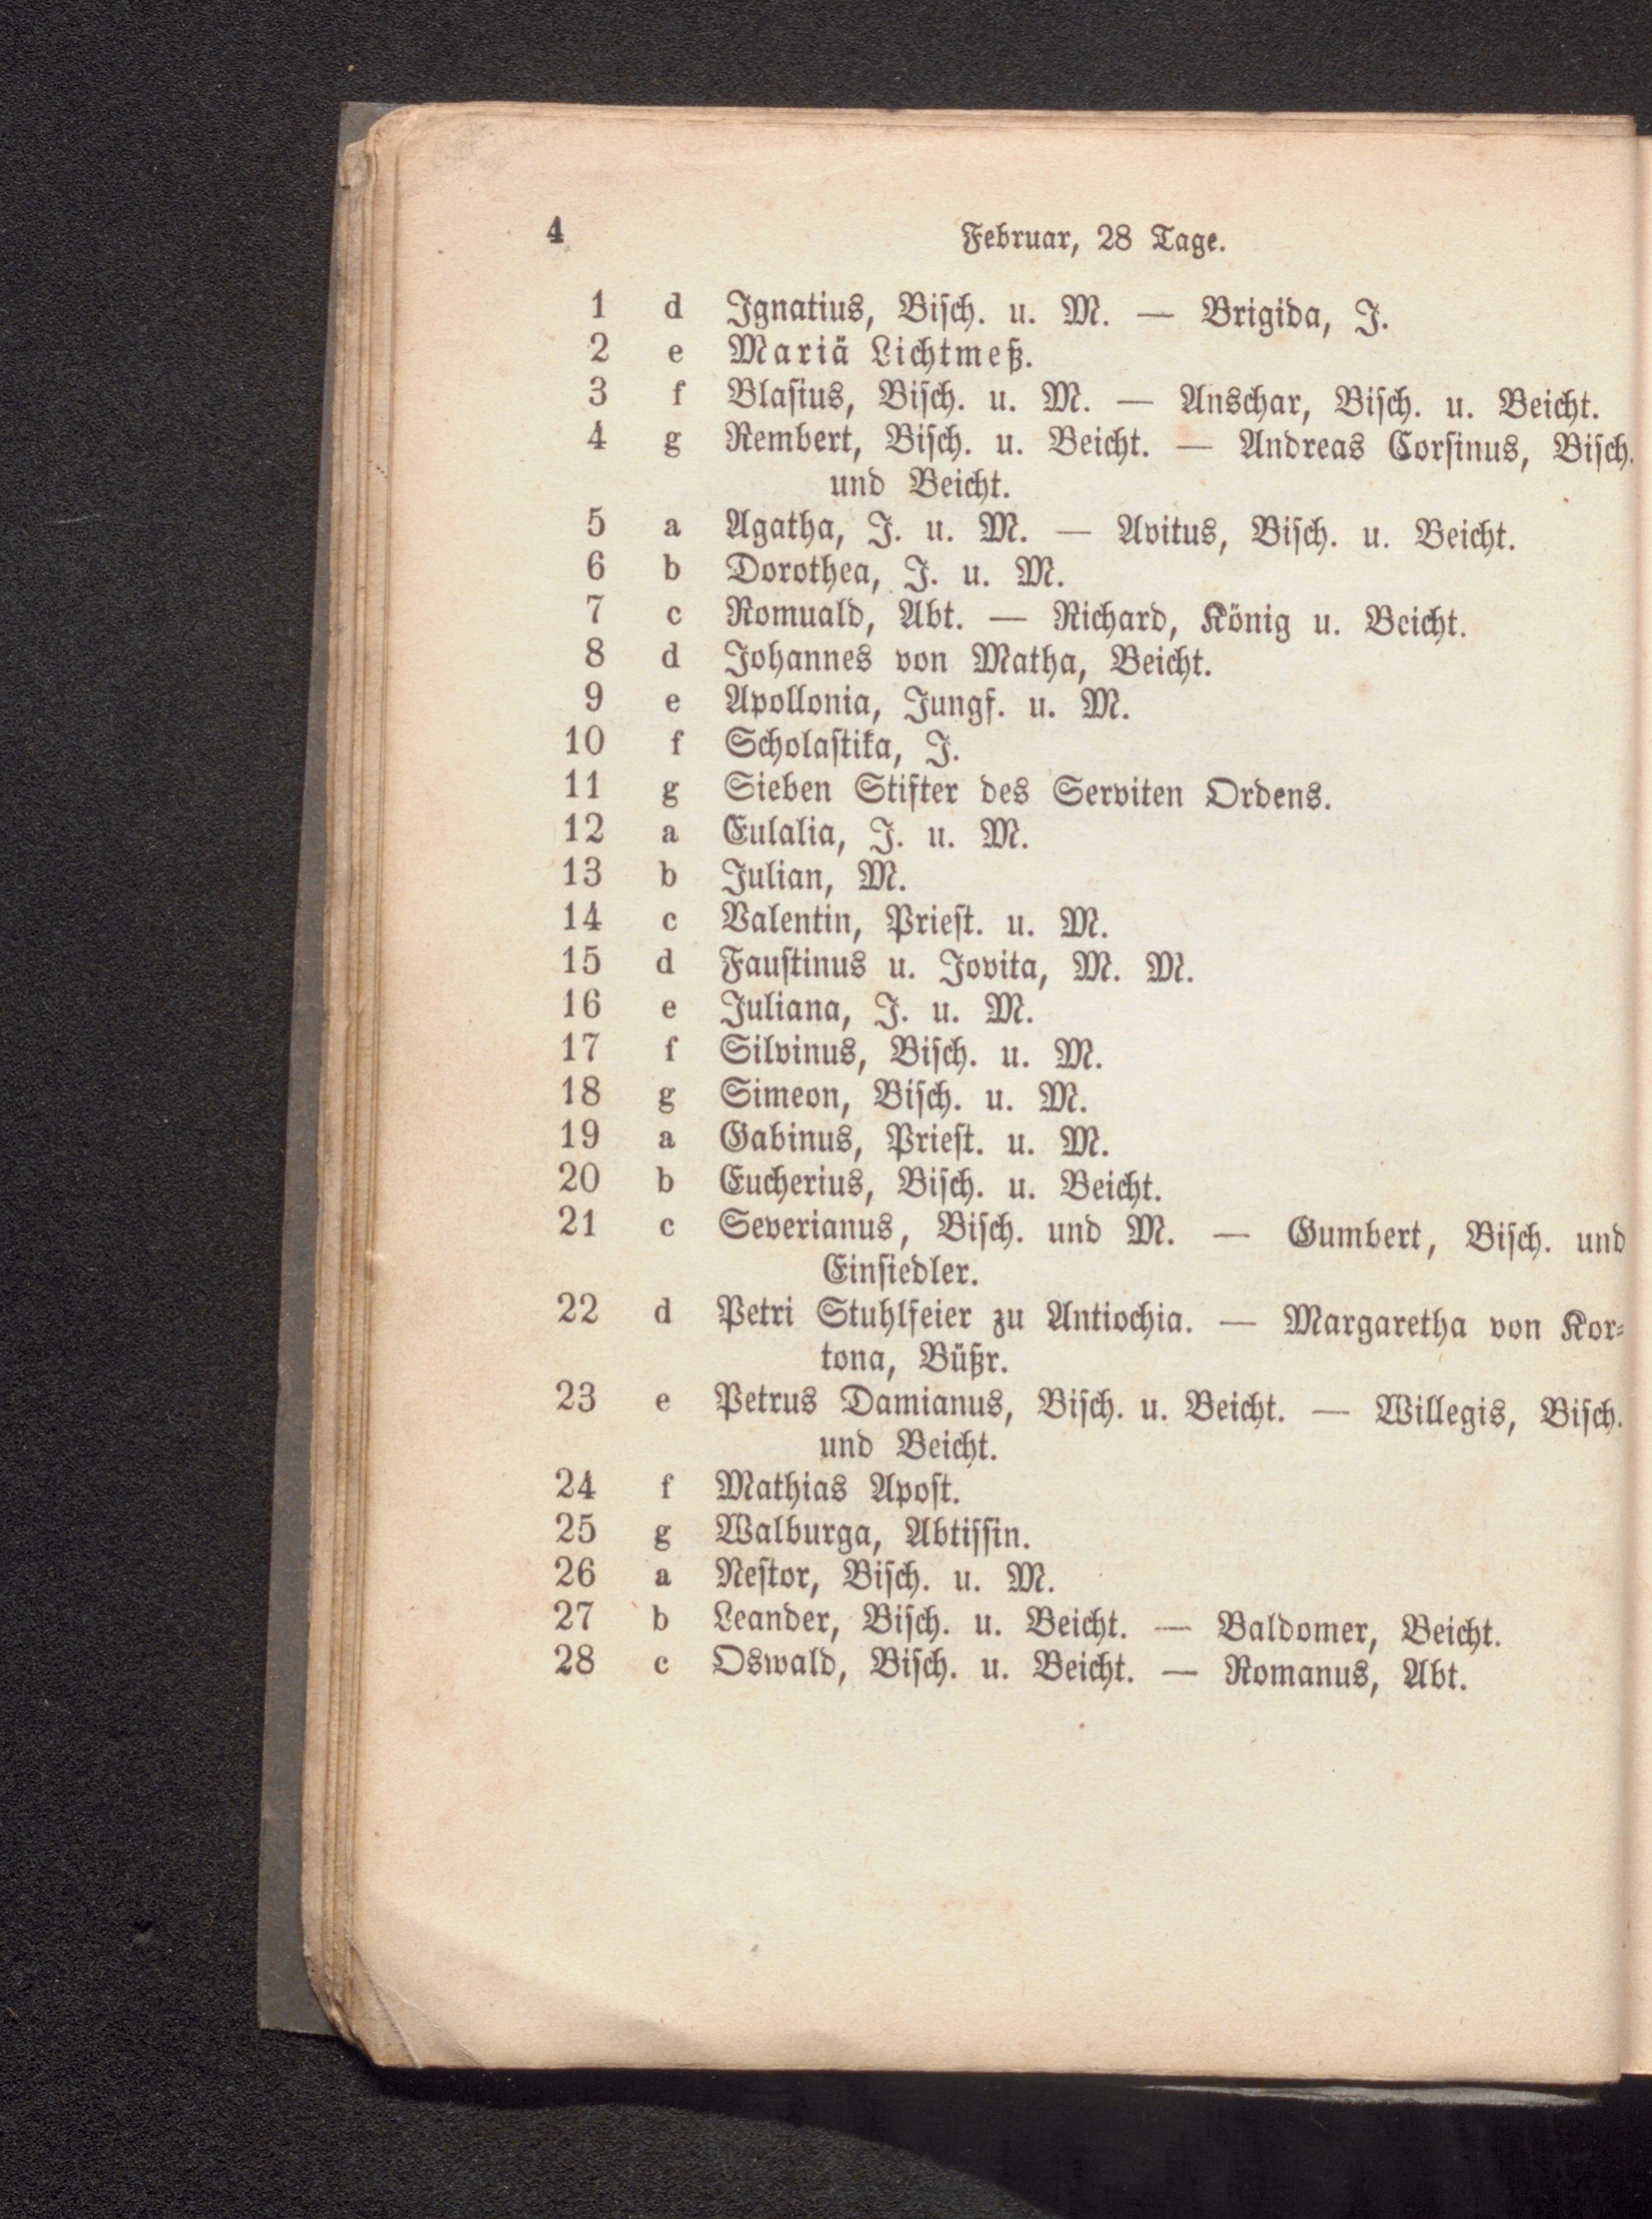 4 Februar, 28 Tage.
1 d Ignatius, Bisch. u. M. — Brigida, J.
2 e Mariä Lichtmeß.
3 f Blasius, Bisch. u. M. — Anschar, Bisch. u. Beicht.
4 g Rembert, Bisch. u. Beicht. — Andreas Corsinus, Bisch.
und Beicht.
5 a Agatha, J. u. M. — Avitus, Bisch. u. Beicht.
6 b Dorothea, J. u. M.
7 c Romuald, Abt. — Richard, König u. Beicht.
8 d Johannes von Matha, Beicht.
9 e Apollonia, Jungf. u. M.
10 f Scholastika, J.
11 g Sieben Stifter des Serviten Ordens.
12 a Eulalia, J. u. M.
13 b Julian, M.
14 c Valentin, Priest. u. M.
15 d Faustinus u. Jovita, M. M.
16 e Juliana, J. u. M.
17 f Silvinus, Bisch. u. M.
18 g Simeon, Bisch. u. M.
19 a Gabinus, Priest. u. M.
20 b Eucherius, Bisch. u. Beicht.
21 c Severianus, Bisch. und M. — Gumbert, Bisch. und
Einsiedler.
22 d Petri Stuhlfeier zu Antiochia. — Margaretha von Kor-
tona, Büßr.
23 e Petrus Damianus, Bisch. u. Beicht. — Willegis, Bisch.
und Beicht.
24 f Mathias Apost.
25 g Walburga, Abtissin.
26 a Nestor, Bisch. u. M.
27 b Leander, Bisch. u. Beicht. — Baldomer, Beicht.
28 c Oswald, Bisch. u. Beicht. — Romanus, Abt.